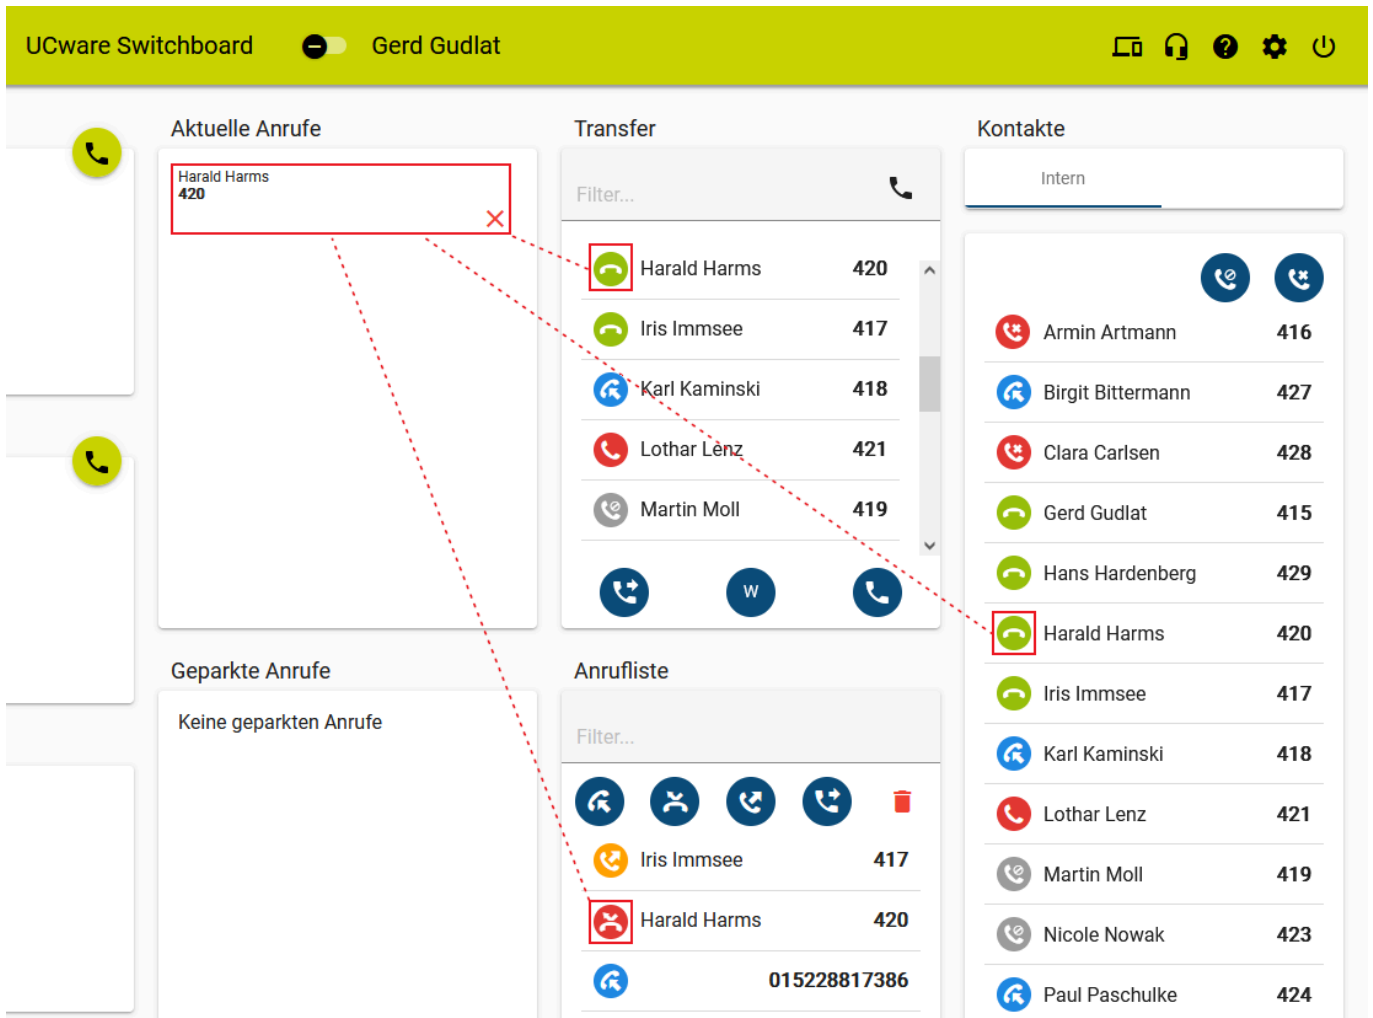 UCware Switchboard
Gerd Gudlat
Aktuelle Anrufe
Harald Harms
420
Transfer
Filter...
Harald Harms 420
Iris Immsee 417
Karl Kaminski 418
Lothar Lenz 421
Martin Moll 419
W
Kontakte
Intern
Armin Artmann 416
Birgit Bittermann 427
Clara Carlsen 428
Gerd Gudlat 415
Hans Hardenberg 429
Harald Harms 420
Iris Immsee 417
Karl Kaminski 418
Lothar Lenz 421
Martin Moll 419
Nicole Nowak 423
Paul Paschulke 424
Geparkte Anrufe
Keine geparkten Anrufe
Anrufliste
Filter...
Iris Immsee 417
Harald Harms 420
015228817386